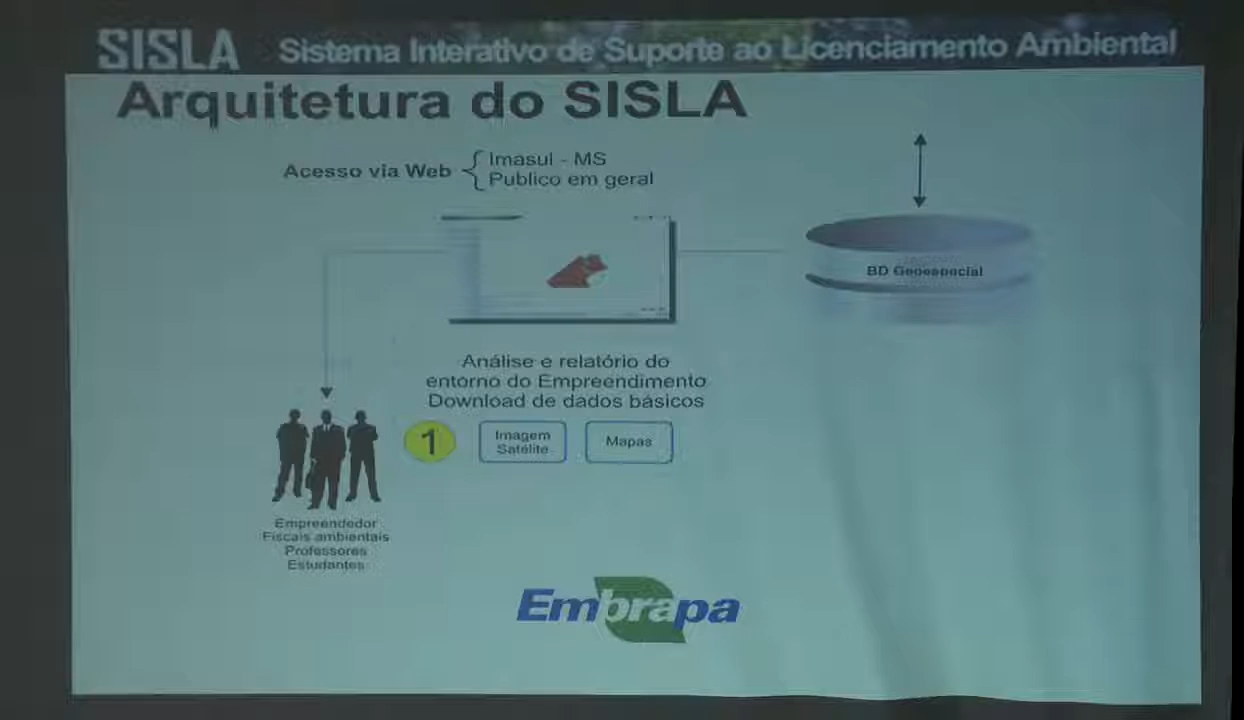 SISLA Sistema Interativo de Suporte ao Licenciamento Ambiental
Arquitetura do SISLA
Acesso via Web
Imasul - MS
Publico em geral
BD Geoespacial
Análise e relatório do
entorno do Empreendimento
Download de dados básicos
1
Imagem
Satélite
Mapas
Empreendedor
Fiscais ambientais
Professores
Estudantes
Embrapa